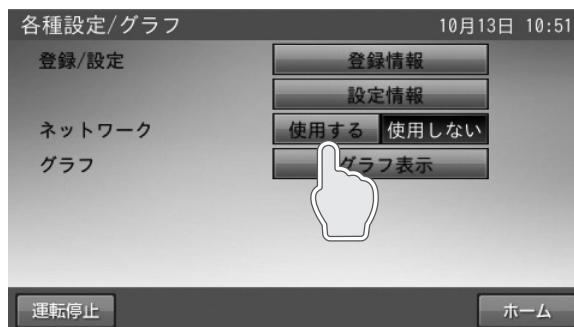 各種設定/グラフ 10月13日 10:51
登録/設定 登録情報
設定情報
ネットワーク 使用する 使用しない
グラフ グラフ表示
運転停止 ホーム